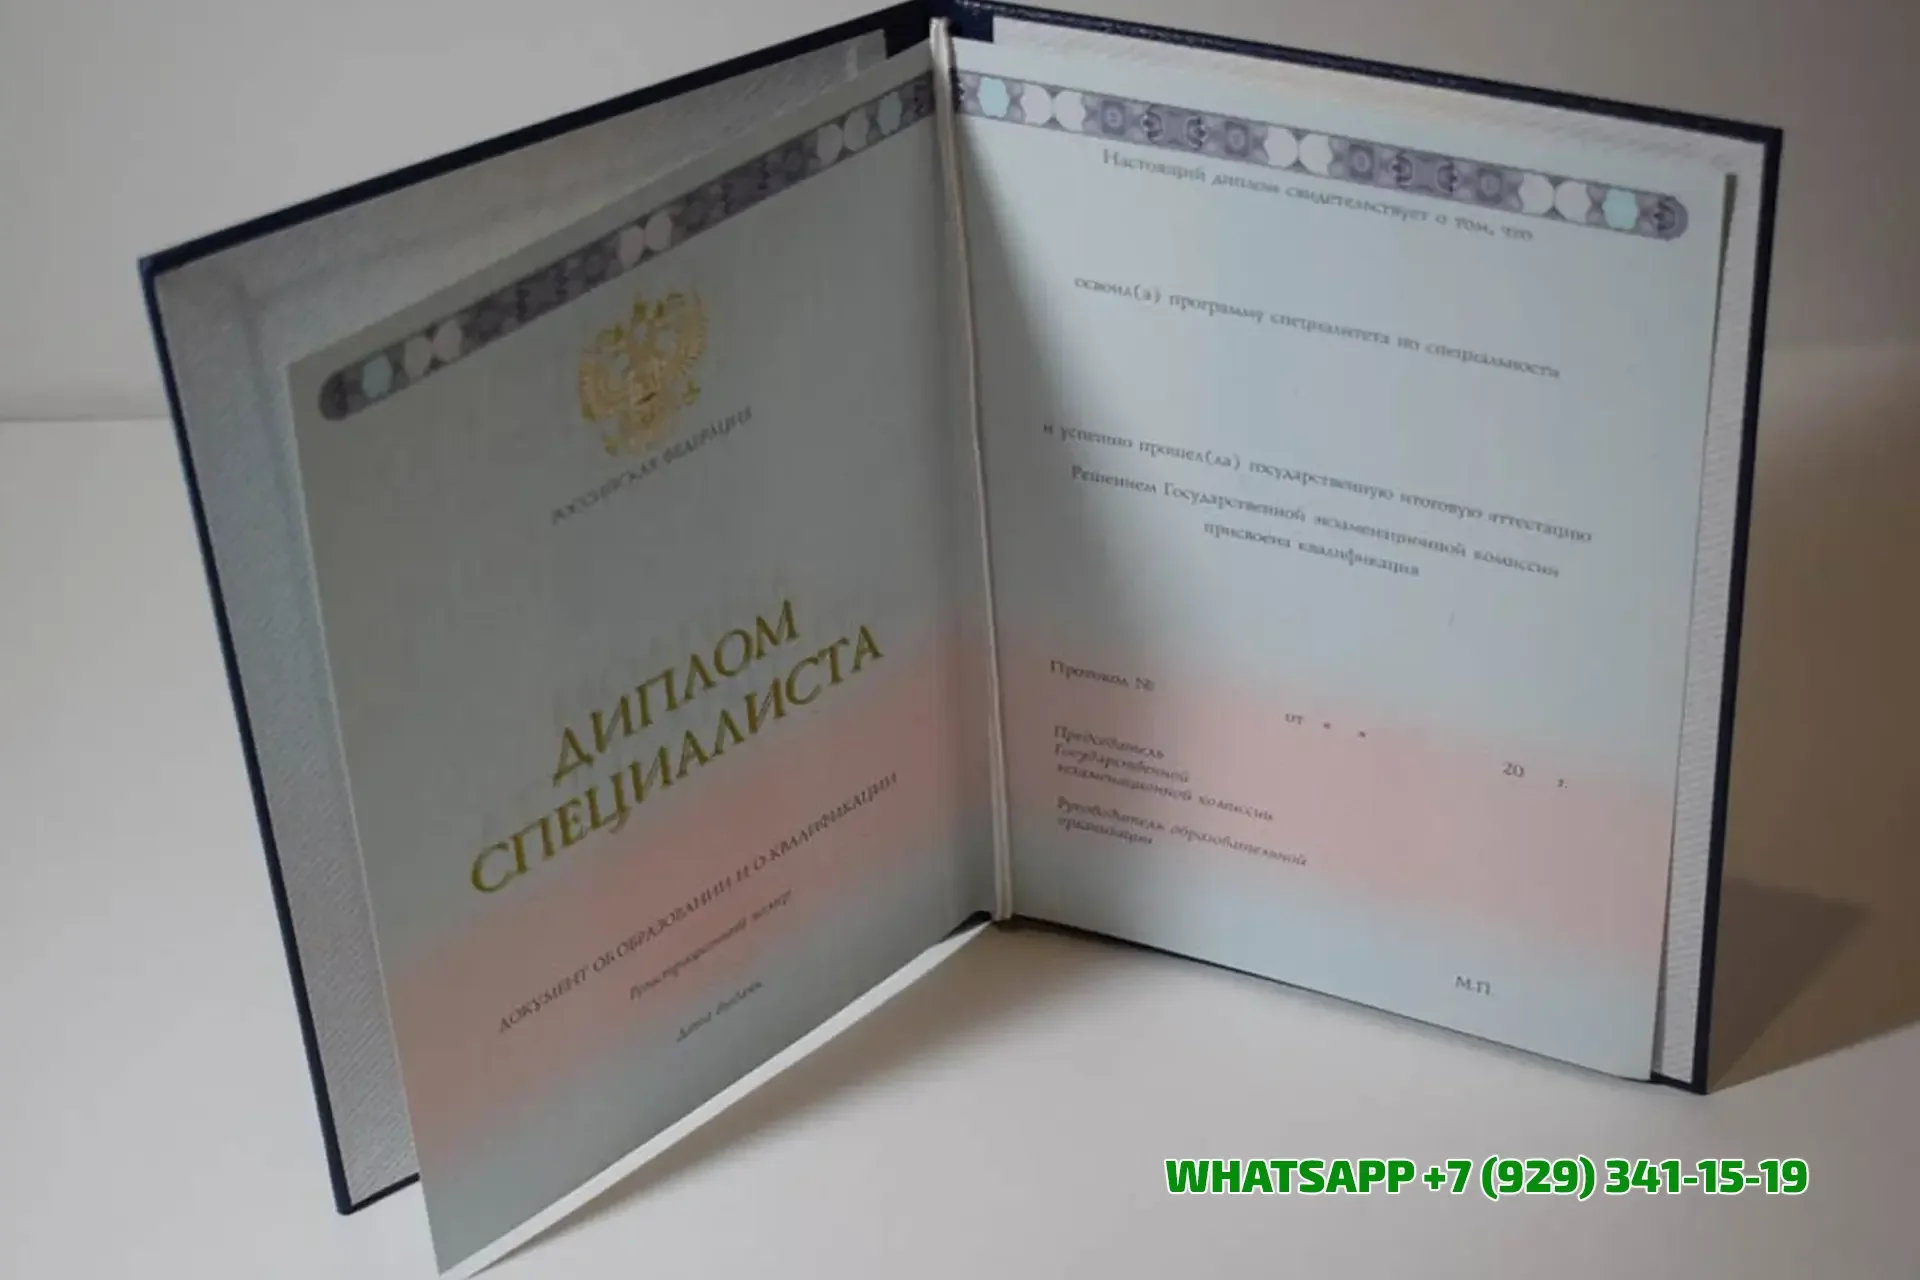 РОССИЙСКАЯ ФЕДЕРАЦИЯ
ДИПЛОМ
СПЕЦИАЛИСТА
ДОКУМЕНТ ОБ ОБРАЗОВАНИИ И О КВАЛИФИКАЦИИ
Регистрационный номер
Дата выдачи
Настоящий диплом свидетельствует о том, что
освоил(а) программу специалитета по специальности
и успешно прошел(ла) государственную итоговую аттестацию
Решением Государственной экзаменационной комиссии
присвоена квалификация
Протокол №
от « »
20 г.
Председатель
Государственной
экзаменационной комиссии
Руководитель образовательной
организации
М.П.
WHATSAPP +7 (929) 341-15-19